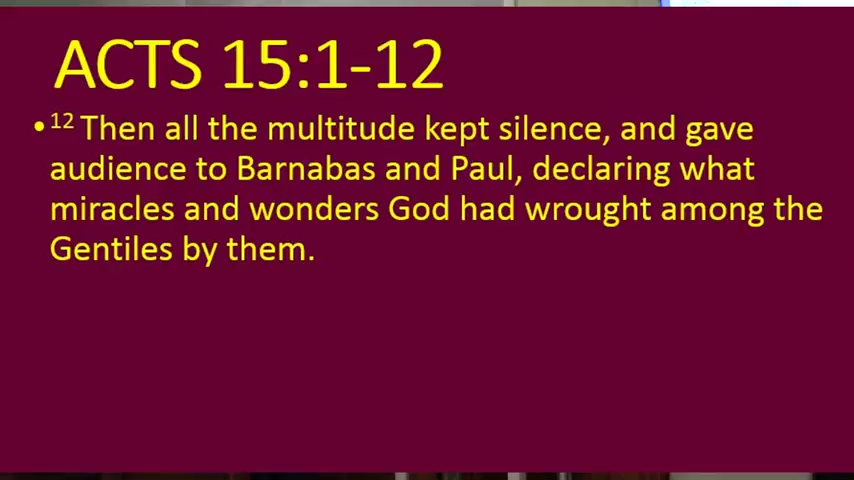 ACTS 15:1-12
• 12 Then all the multitude kept silence, and gave
audience to Barnabas and Paul, declaring what
miracles and wonders God had wrought among the
Gentiles by them.